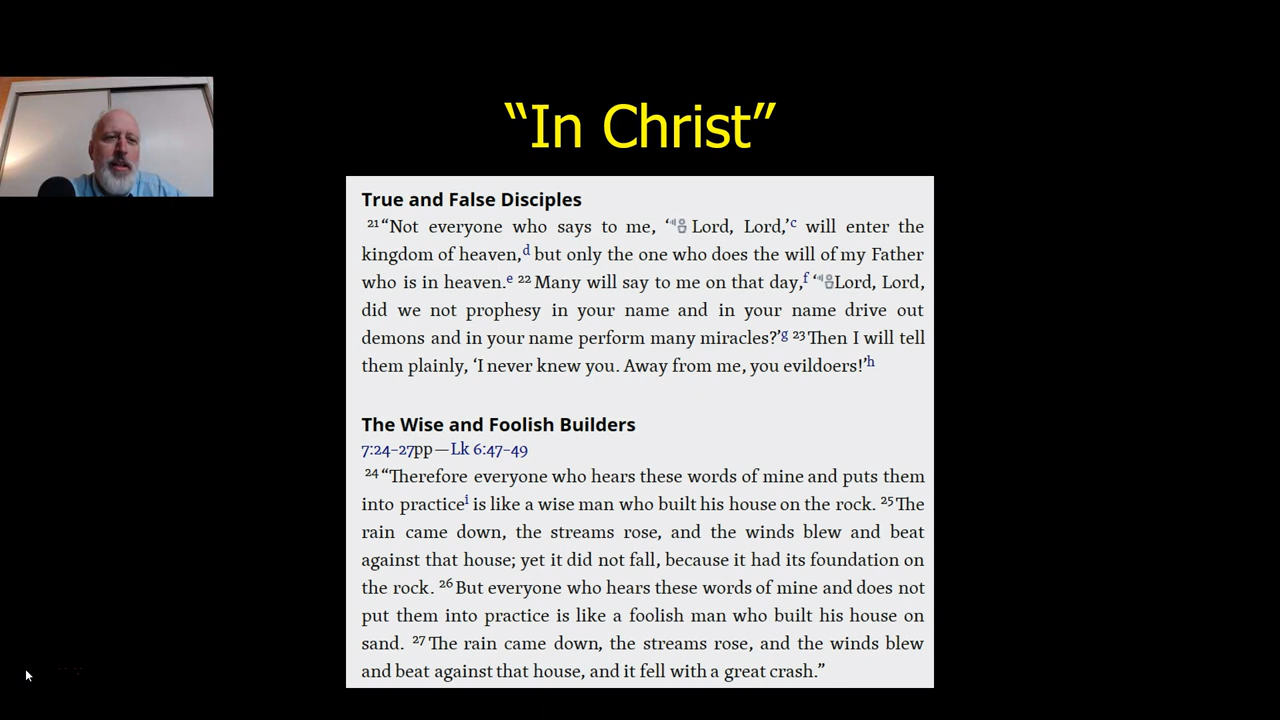 “In Christ”
True and False Disciples
21 “Not everyone who says to me, ‘Lord, Lord,’c will enter the
kingdom of heaven,d but only the one who does the will of my Father
who is in heaven.e 22 Many will say to me on that day,f ‘Lord, Lord,
did we not prophesy in your name and in your name drive out
demons and in your name perform many miracles?’g 23 Then I will tell
them plainly, ‘I never knew you. Away from me, you evildoers!’h
The Wise and Foolish Builders
7:24–27pp—Lk 6:47–49
24 “Therefore everyone who hears these words of mine and puts them
into practicei is like a wise man who built his house on the rock. 25 The
rain came down, the streams rose, and the winds blew and beat
against that house; yet it did not fall, because it had its foundation on
the rock. 26 But everyone who hears these words of mine and does not
put them into practice is like a foolish man who built his house on
sand. 27 The rain came down, the streams rose, and the winds blew
and beat against that house, and it fell with a great crash.”